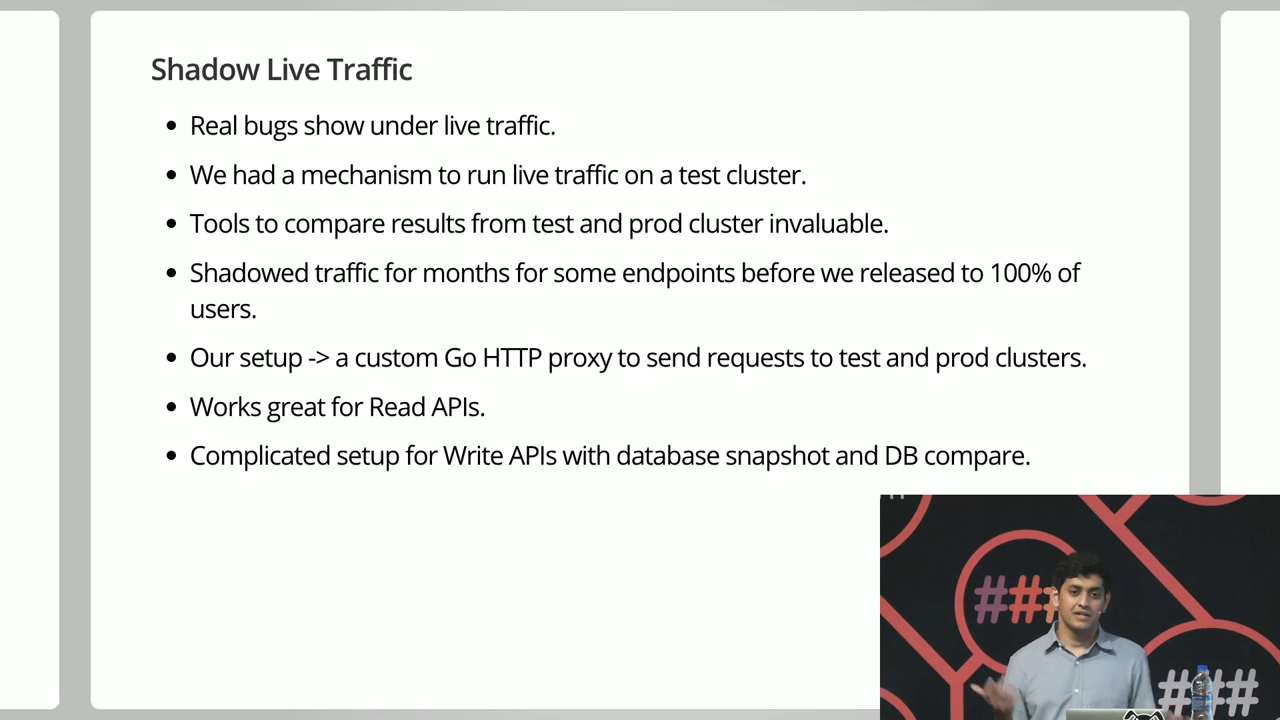 Shadow Live Traffic
• Real bugs show under live traffic.
• We had a mechanism to run live traffic on a test cluster.
• Tools to compare results from test and prod cluster invaluable.
• Shadowed traffic for months for some endpoints before we released to 100% of
users.
• Our setup -> a custom Go HTTP proxy to send requests to test and prod clusters.
• Works great for Read APIs.
• Complicated setup for Write APIs with database snapshot and DB compare.
###
###